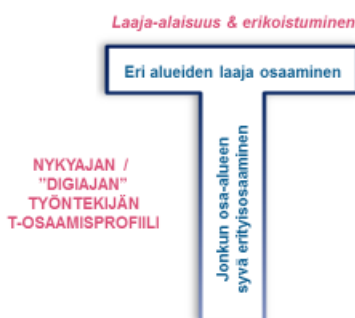 Laaja-alaisuus & erikoistuminen
Eri alueiden laaja osaaminen
Jonkun osa-alueen
syvä erityisosaaminen
NYKYAJAN /
"DIGIAJAN"
TYÖNTEKIJÄN
T-OSAAMISPROFIILI